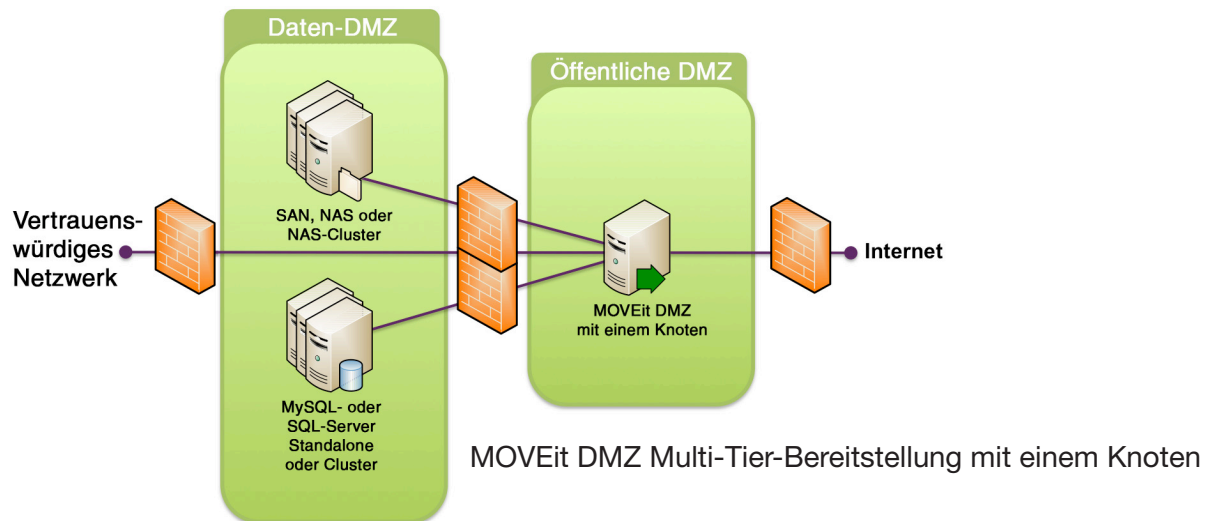 Daten-DMZ
Öffentliche DMZ
SAN, NAS oder
NAS-Cluster
Vertrauens-
würdiges
Netzwerk
Internet
MOVEit DMZ
mit einem Knoten
MySQL- oder
SQL-Server
Standalone
oder Cluster
MOVEit DMZ Multi-Tier-Bereitstellung mit einem Knoten